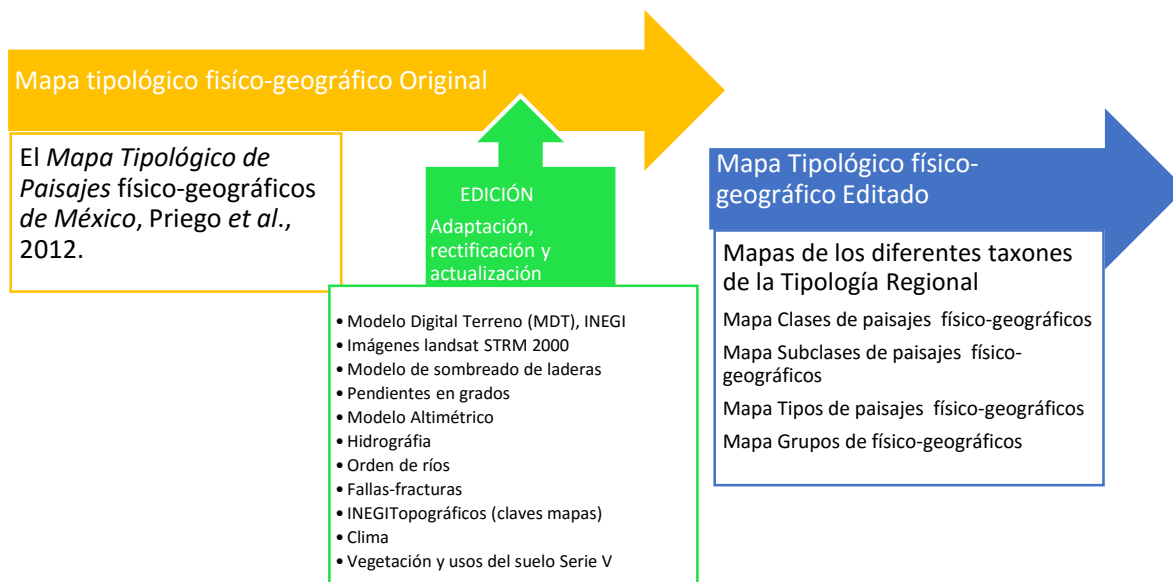 Mapa tipológico fisíco-geográfico Original
El Mapa Tipológico de
Paisajes físico-geográficos
de México, Priego et al.,
2012.
EDICIÓN
Adaptación,
rectificación y
actualización
• Modelo Digital Terreno (MDT), INEGI
• Imágenes landsat STRM 2000
• Modelo de sombreado de laderas
• Pendientes en grados
• Modelo Altimétrico
• Hidrográfia
• Orden de ríos
• Fallas-fracturas
• INEGITopográficos (claves mapas)
• Clima
• Vegetación y usos del suelo Serie V
Mapa Tipológico físico-
geográfico Editado
Mapas de los diferentes taxones
de la Tipología Regional
Mapa Clases de paisajes físico-geográficos
Mapa Subclases de paisajes físico-
geográficos
Mapa Tipos de paisajes físico-geográficos
Mapa Grupos de físico-geográficos